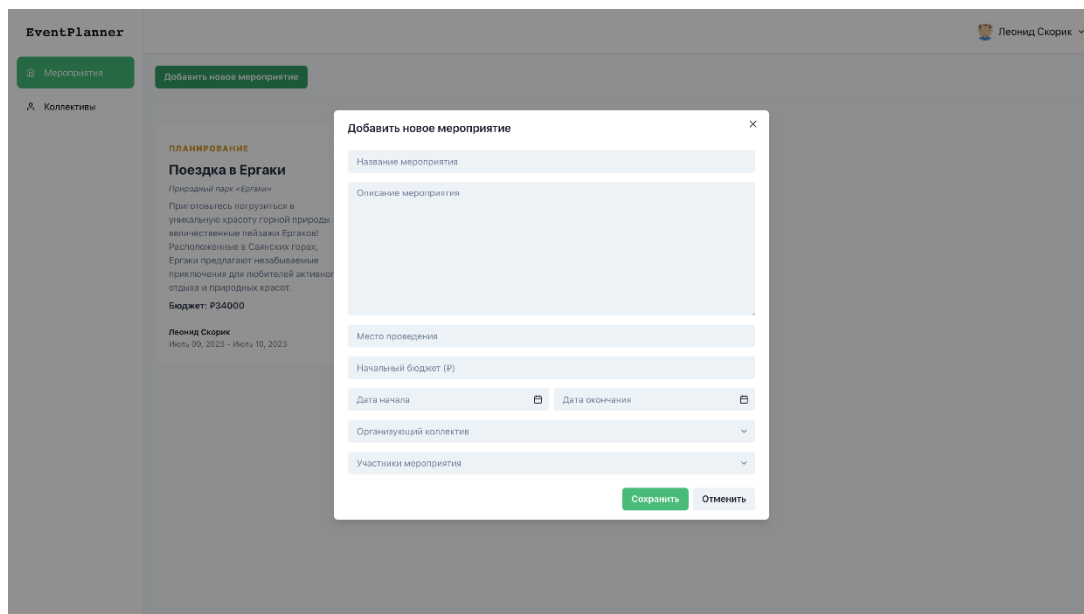 EventPlanner
Леонид Скорик
Мероприятия
Коллективы
Добавить новое мероприятие
ПЛАНИРОВАНИЕ
Поездка в Ергаки
Природный парк «Ергаки»
Приготовьтесь погрузиться в
уникальную красоту горной природы
величественные пейзажи Ергаков!
Расположенные в Саянских горах,
Ергаки предлагают незабываемые
приключения для любителей активног
отдыха и природных красот.
Бюджет: ₽34000
Леонид Скорик
Июль 09, 2023 - Июль 10, 2023
Добавить новое мероприятие
Название мероприятия
Описание мероприятия
Место проведения
Начальный бюджет (₽)
Дата начала
Дата окончания
Организующий коллектив
Участники мероприятия
Сохранить
Отменить